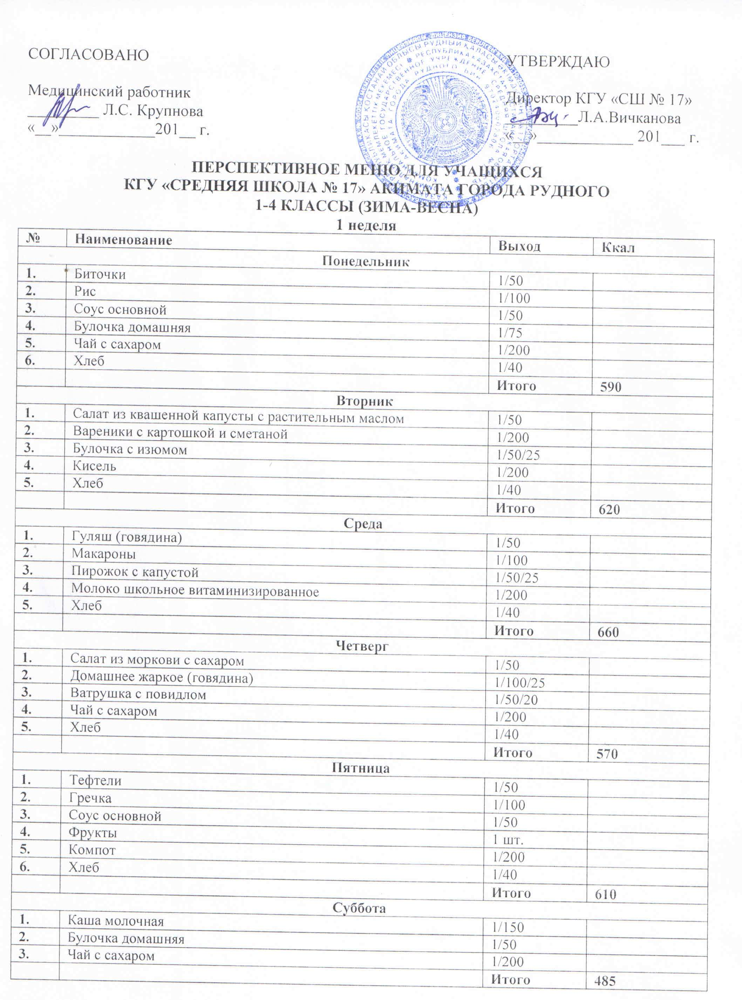 СОГЛАСОВАНО
УТВЕРЖДАЮ
Медицинский работник
Директор КГУ «СШ № 17»
__________ Л.С. Крупнова
__________Л.А.Вичканова
«__»_____________201__ г.
«__»_____________ 201___ г.
ПЕРСПЕКТИВНОЕ МЕНЮ ДЛЯ УЧАЩИХСЯ
КГУ «СРЕДНЯЯ ШКОЛА № 17» АКИМАТА ГОРОДА РУДНОГО
1-4 КЛАССЫ (ЗИМА-ВЕСНА)
1 неделя
№ Наименование Выход Ккал
Понедельник
1. Биточки 1/50
2. Рис 1/100
3. Соус основной 1/50
4. Булочка домашняя 1/75
5. Чай с сахаром 1/200
6. Хлеб 1/40
Итого 590
Вторник
1. Салат из квашенной капусты с растительным маслом 1/50
2. Вареники с картошкой и сметаной 1/200
3. Булочка с изюмом 1/50/25
4. Кисель 1/200
5. Хлеб 1/40
Итого 620
Среда
1. Гуляш (говядина) 1/50
2. Макароны 1/100
3. Пирожок с капустой 1/50/25
4. Молоко школьное витаминизированное 1/200
5. Хлеб 1/40
Итого 660
Четверг
1. Салат из моркови с сахаром 1/50
2. Домашнее жаркое (говядина) 1/100/25
3. Ватрушка с повидлом 1/50/20
4. Чай с сахаром 1/200
5. Хлеб 1/40
Итого 570
Пятница
1. Тефтели 1/50
2. Гречка 1/100
3. Соус основной 1/50
4. Фрукты 1 шт.
5. Компот 1/200
6. Хлеб 1/40
Итого 610
Суббота
1. Каша молочная 1/150
2. Булочка домашняя 1/50
3. Чай с сахаром 1/200
Итого 485